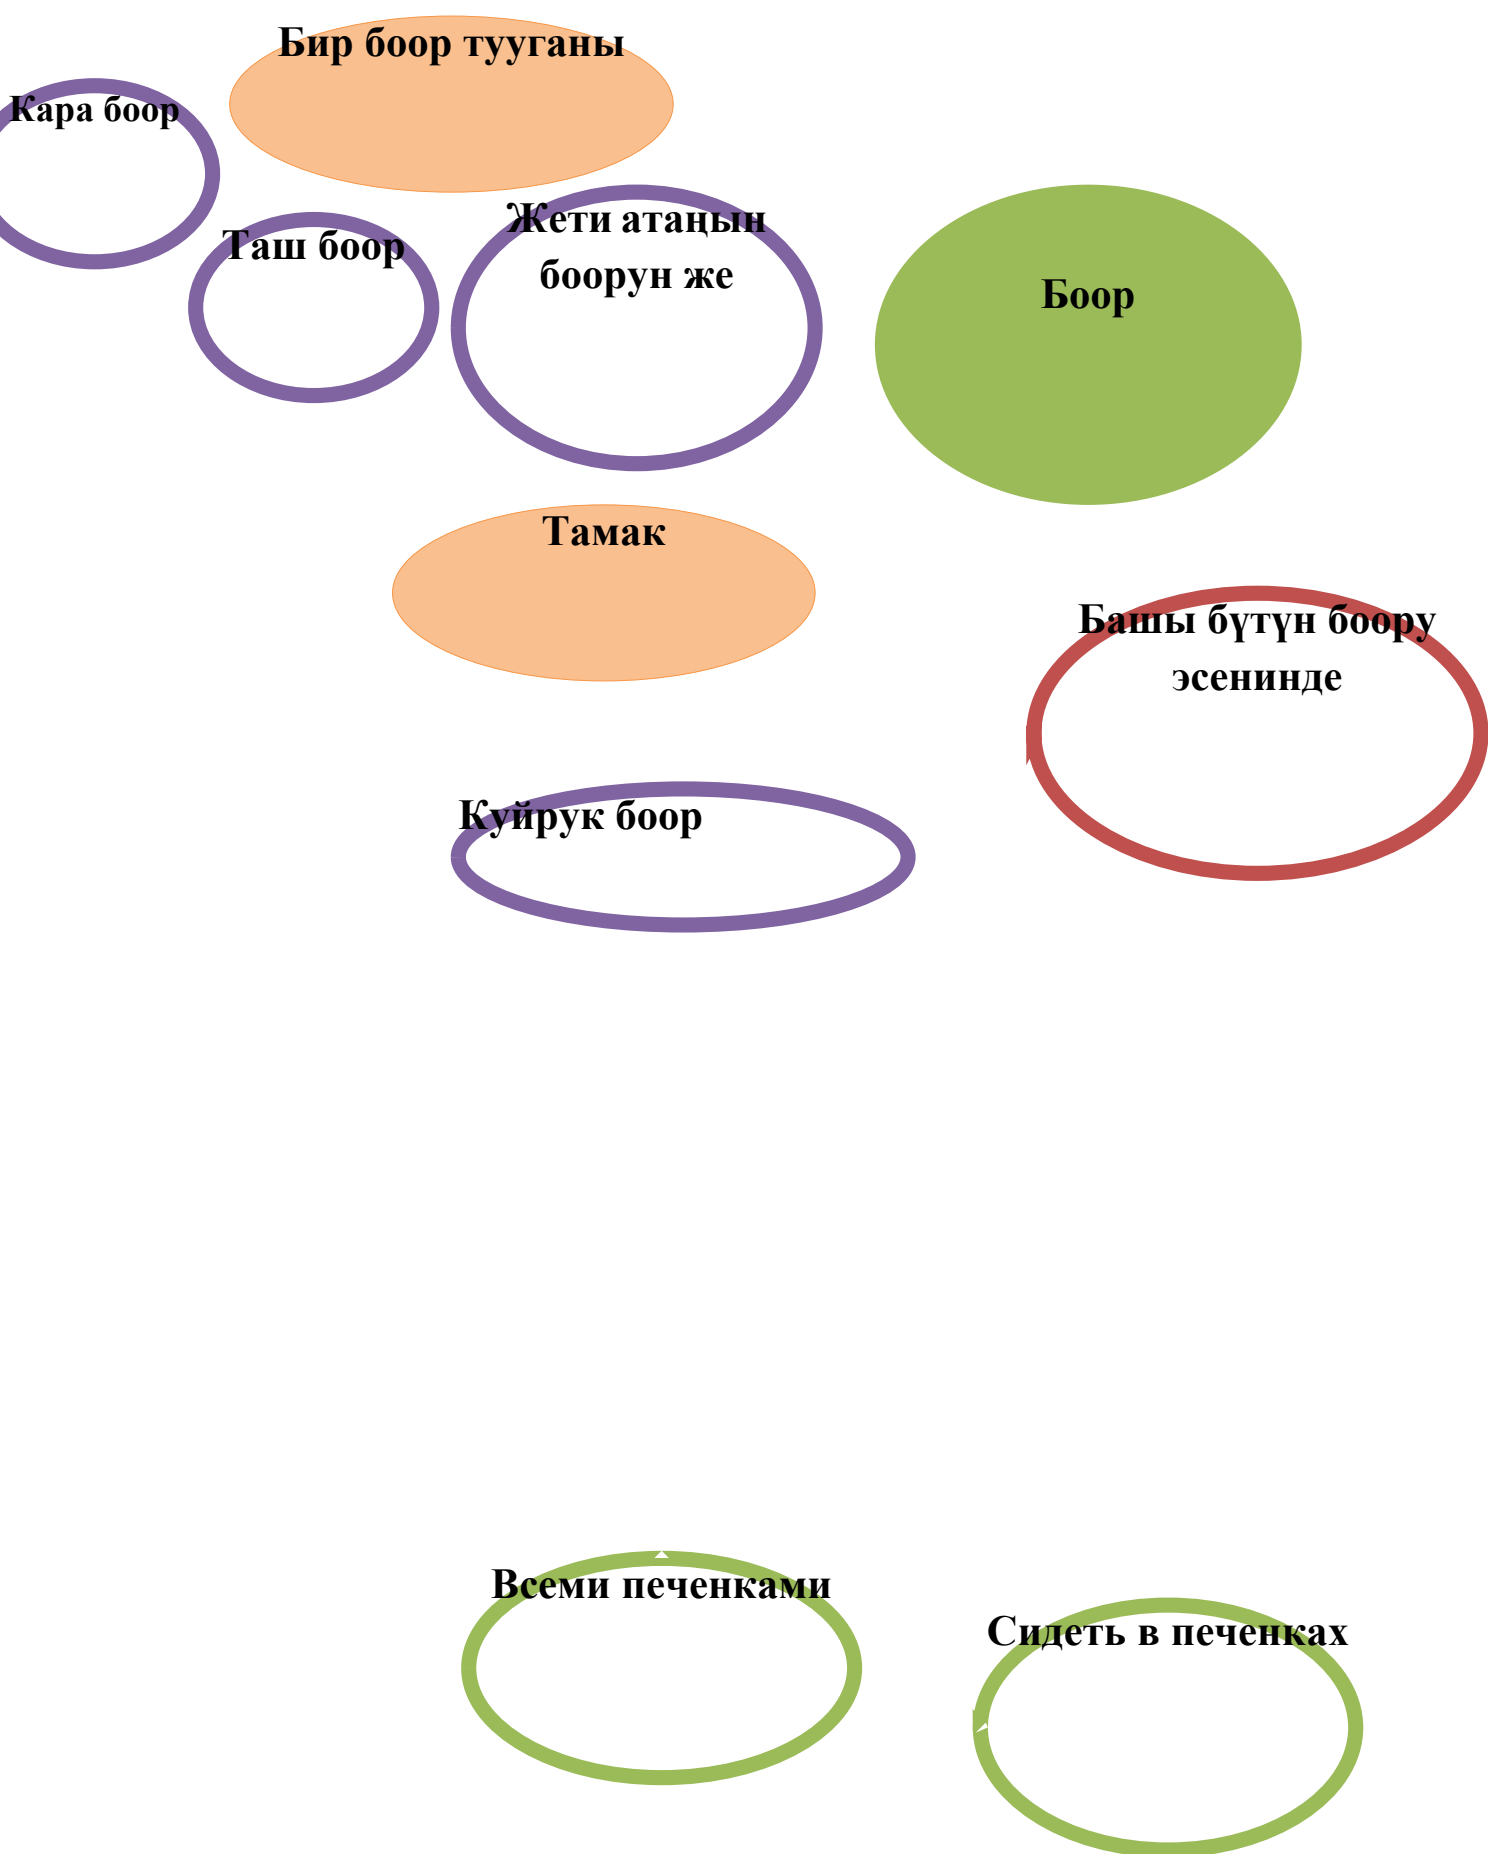 Бир боор тууганы
Кара боор
Таш боор
Жети атаңын
боорун же
Боор
Тамак
Башы бүтүн боору
эсенинде
Куйрук боор
Всеми печенками
Сидеть в печенках